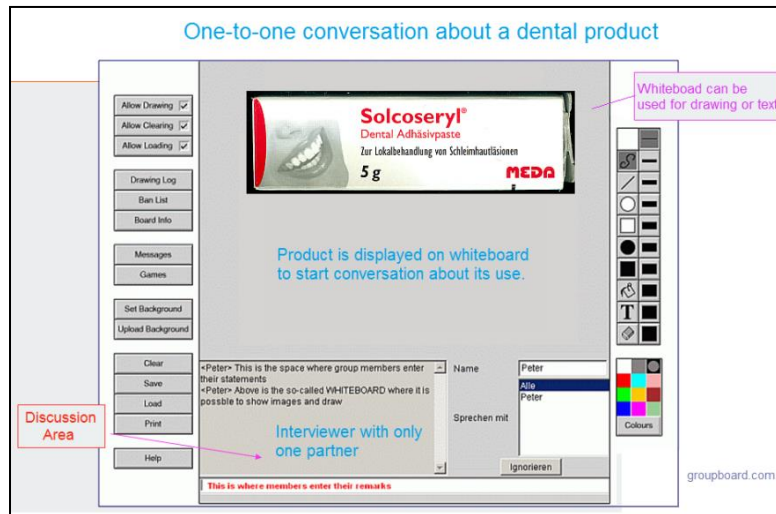 One-to-one conversation about a dental product
Whiteboad can be
used for drawing or text
Allow Drawing
Allow Clearing
Allow Loading
Drawing Log
Ban List
Board Info
Messages
Games
Set Background
Upload Background
Clear
Save
Load
Print
Help
Solcoseryl®
Dental Adhäsivpaste
Zur Lokalbehandlung von Schleimhautläsionen
5 g
MEDA
Product is displayed on whiteboard
to start conversation about its use.
T
Colours
<Peter> This is the space where group members enter
their statements
<Peter> Above is the so-called WHITEBOARD where it is
possble to show images and draw
Interviewer with only
one partner
Name
Peter
Alle
Peter
Sprechen mit
Ignorieren
Discussion
Area
This is where members enter their remarks
groupboard.com